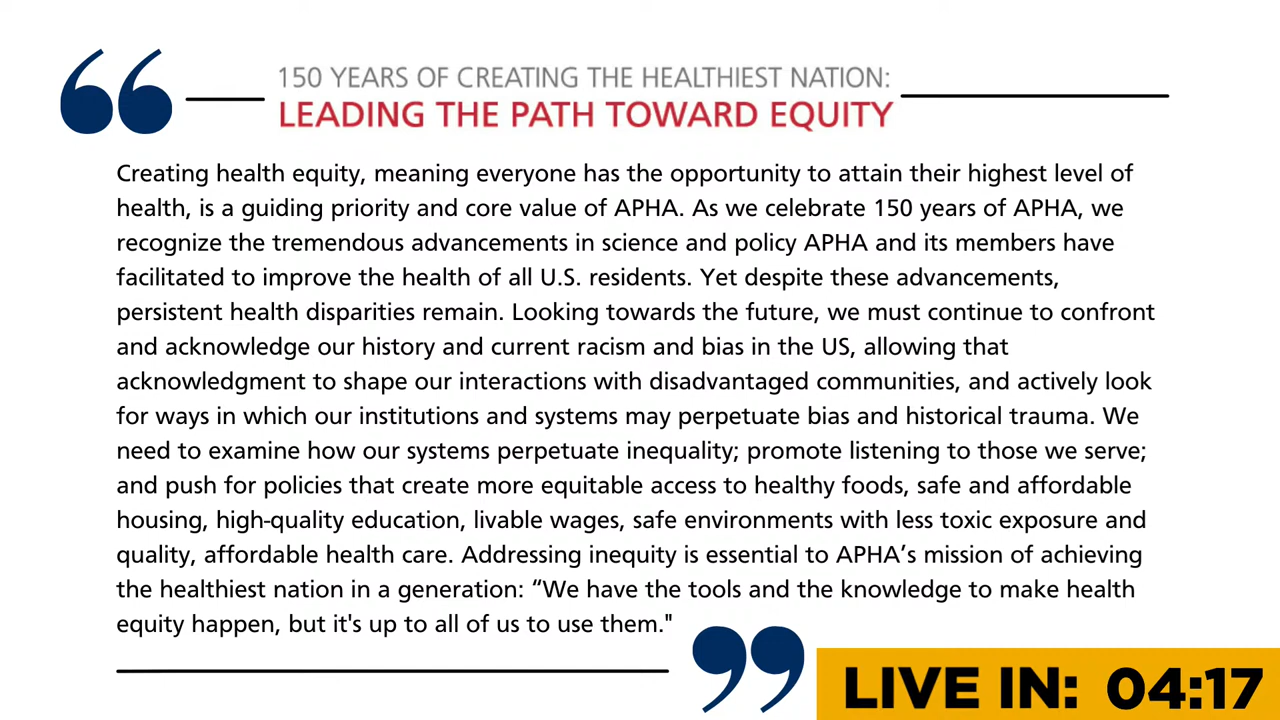 150 YEARS OF CREATING THE HEALTHIEST NATION:
LEADING THE PATH TOWARD EQUITY
Creating health equity, meaning everyone has the opportunity to attain their highest level of
health, is a guiding priority and core value of APHA. As we celebrate 150 years of APHA, we
recognize the tremendous advancements in science and policy APHA and its members have
facilitated to improve the health of all U.S. residents. Yet despite these advancements,
persistent health disparities remain. Looking towards the future, we must continue to confront
and acknowledge our history and current racism and bias in the US, allowing that
acknowledgment to shape our interactions with disadvantaged communities, and actively look
for ways in which our institutions and systems may perpetuate bias and historical trauma. We
need to examine how our systems perpetuate inequality; promote listening to those we serve;
and push for policies that create more equitable access to healthy foods, safe and affordable
housing, high-quality education, livable wages, safe environments with less toxic exposure and
quality, affordable health care. Addressing inequity is essential to APHA’s mission of achieving
the healthiest nation in a generation: “We have the tools and the knowledge to make health
equity happen, but it's up to all of us to use them."
LIVE IN: 04:17